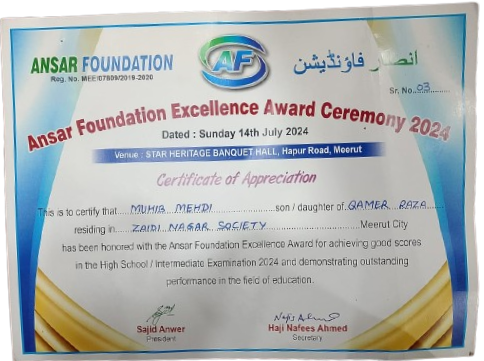 ANSAR FOUNDATION
Reg. No. MEE/07809/2019-2020
AF
انصار فاؤنڈیشن
Sr. No. 03
Ansar Foundation Excellence Award Ceremony 2024
Dated : Sunday 14th July 2024
Venue : STAR HERITAGE BANQUET HALL, Hapur Road, Meerut
Certificate of Appreciation
This is to certify that MUHIB MEHDI son / daughter of QAMER RAZA
residing in ZAIDI NAGAR SOCIETY Meerut City
has been honored with the Ansar Foundation Excellence Award for achieving good scores
in the High School / Intermediate Examination 2024 and demonstrating outstanding
performance in the field of education.
Nafis Ahmed
Sajid Anwer
President
Haji Nafees Ahmed
Secretary